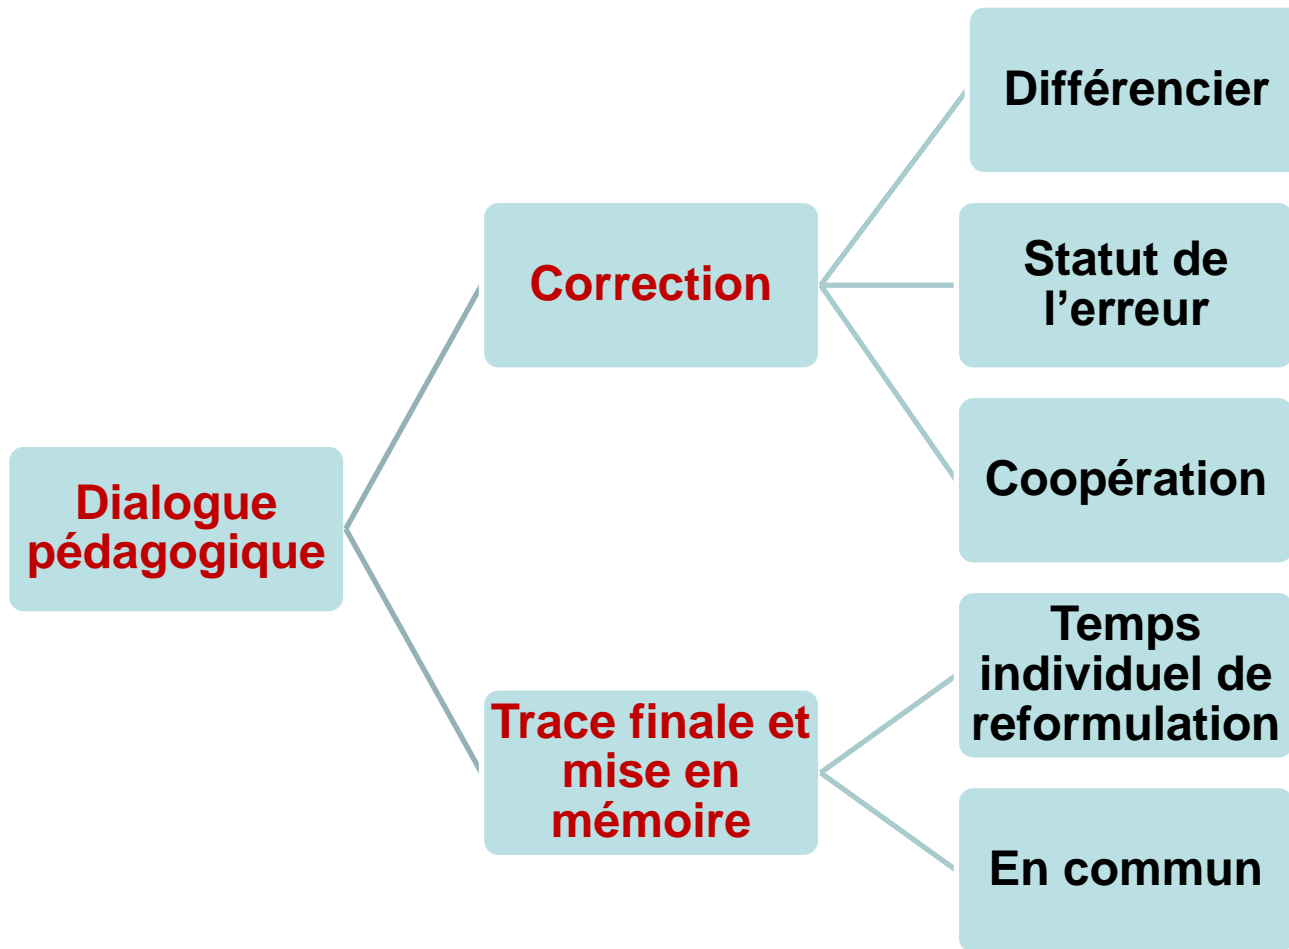 Dialogue
pédagogique
Correction
Différencier
Statut de
l’erreur
Coopération
Trace finale et
mise en
mémoire
Temps
individuel de
reformulation
En commun